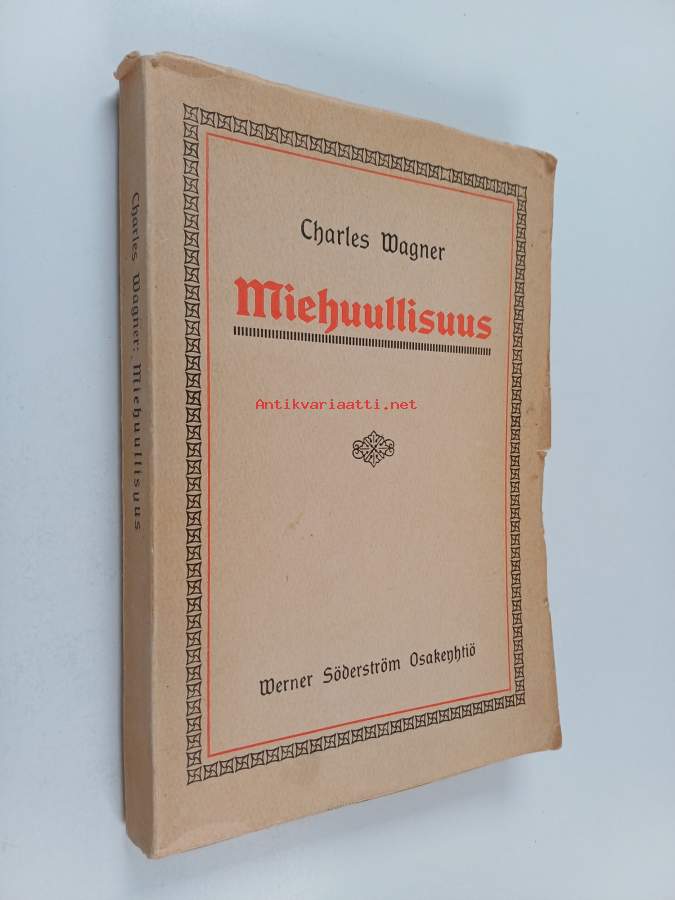 Charles Wagner: Miehuullisuus
Charles Wagner
Miehuullisuus
Antikvariaatti.net
Werner Söderström Osakeyhtiö